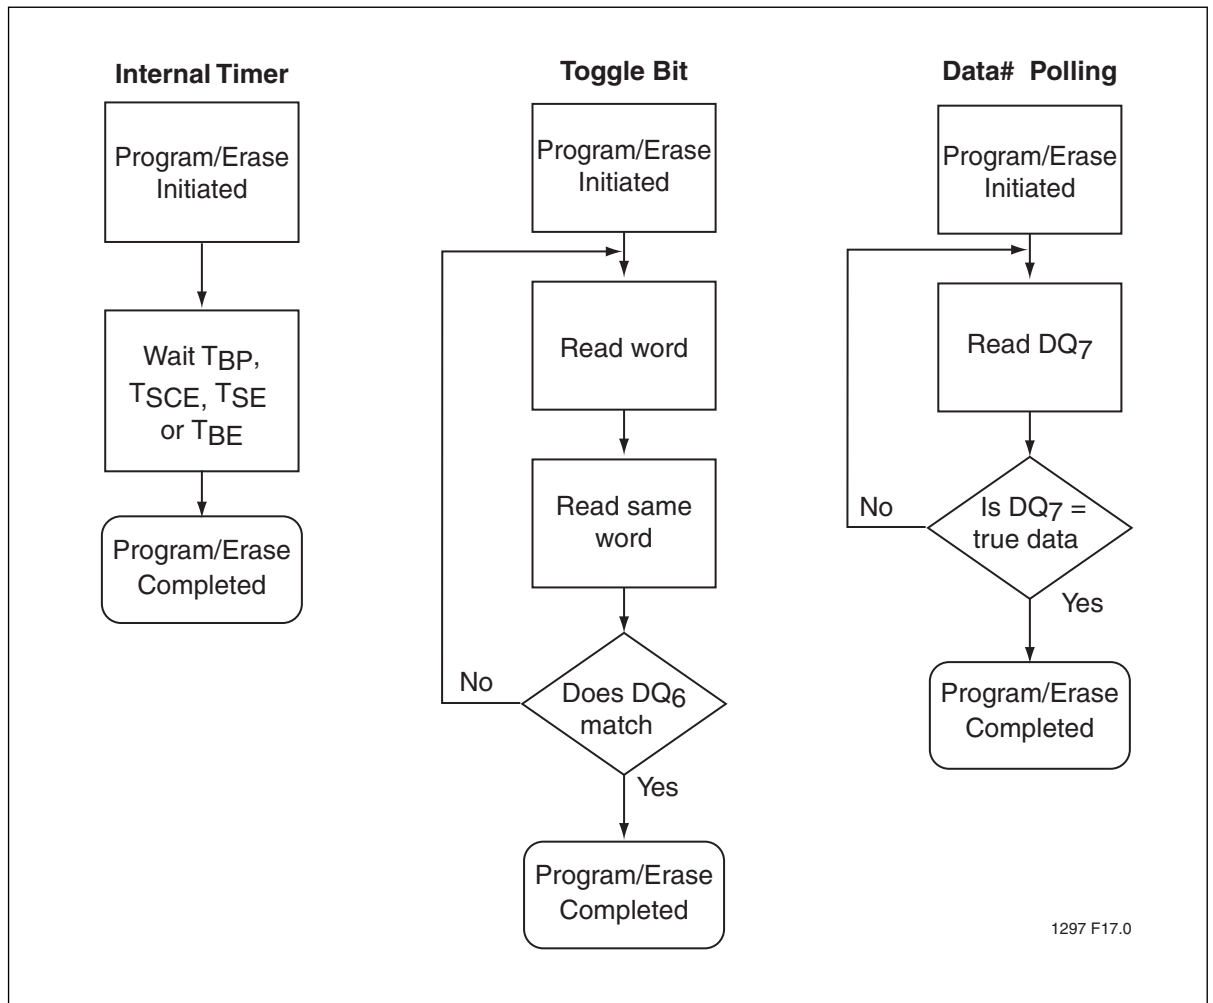 Internal Timer
Program/Erase
Initiated
Wait TBP,
TSCE, TSE
or TBE
Program/Erase
Completed
Toggle Bit
Program/Erase
Initiated
Read word
Read same
word
Does DQ6
match
No
Yes
Program/Erase
Completed
Data# Polling
Program/Erase
Initiated
Read DQ7
Is DQ7 =
true data
No
Yes
Program/Erase
Completed
1297 F17.0